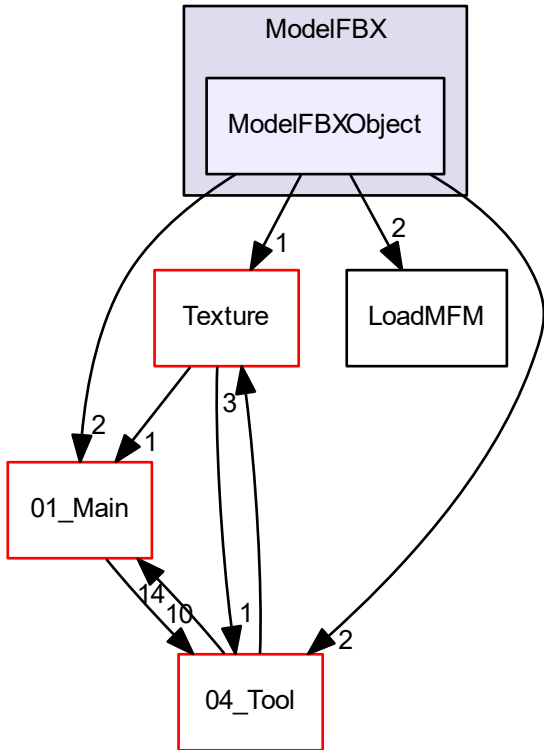 ModelFBX
ModelFBXObject
1
2
Texture
LoadMFM
3
2
1
01_Main
14
10
1
2
04_Tool